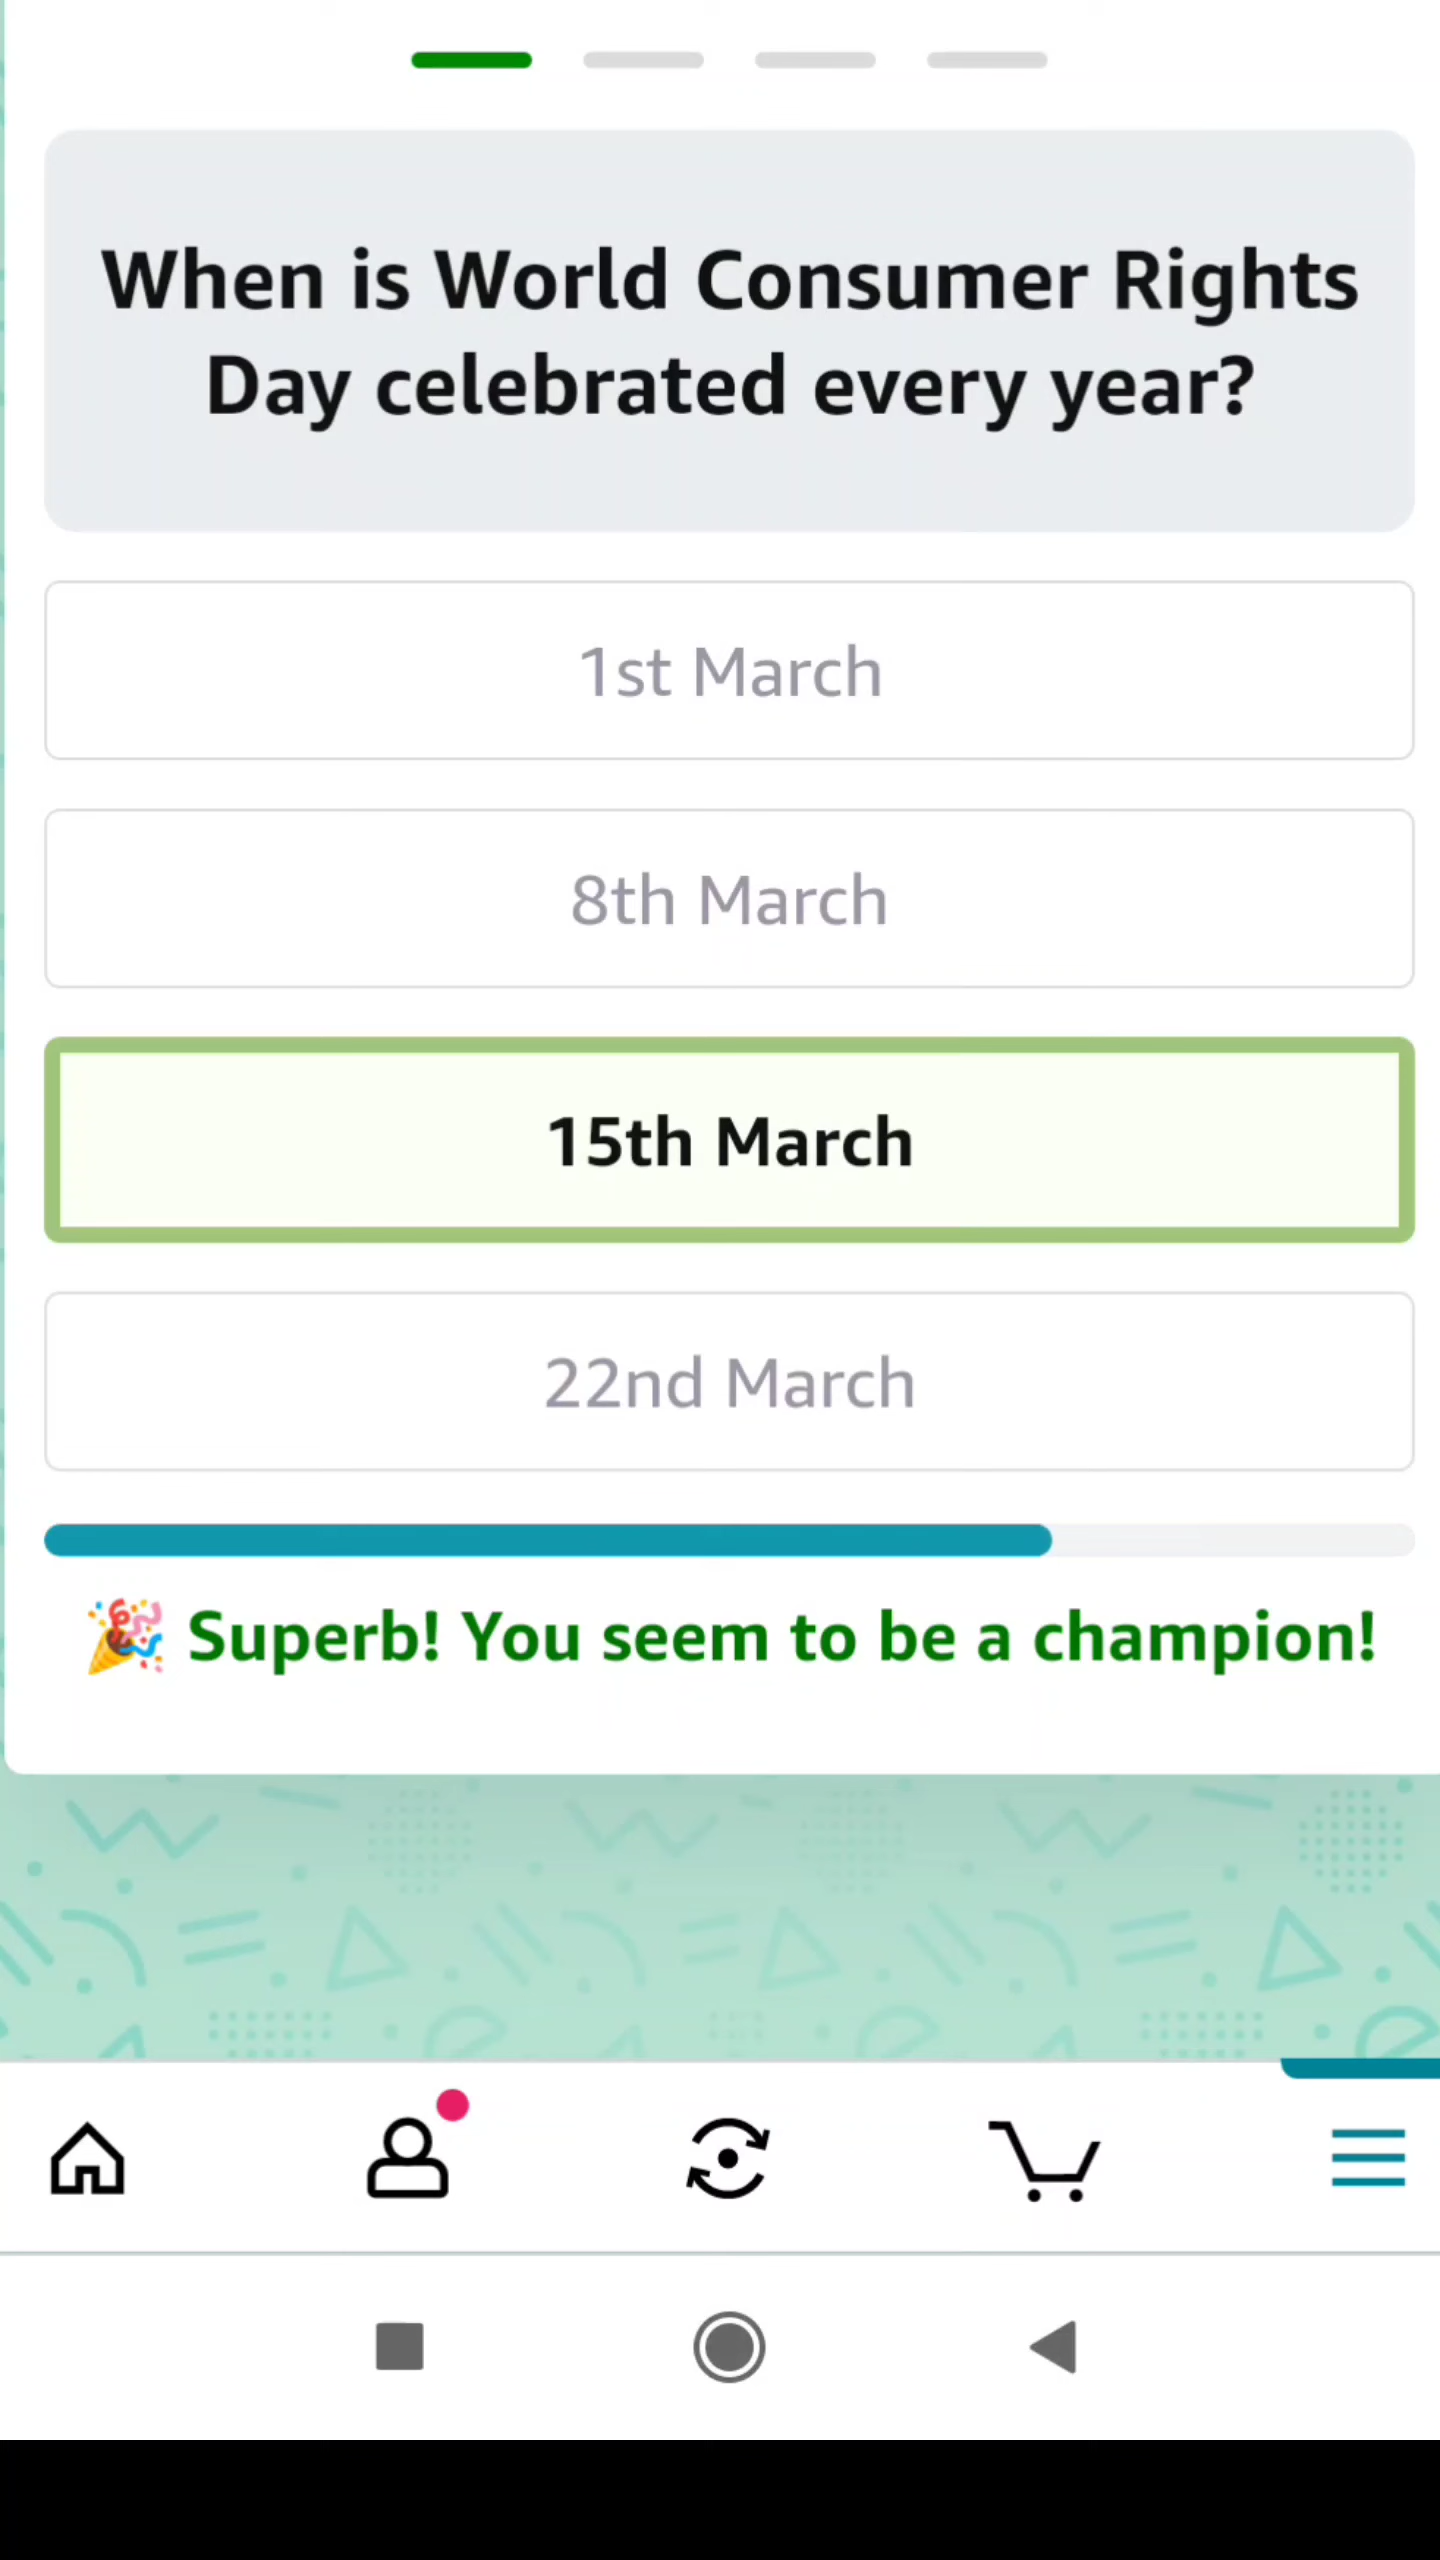 When is World Consumer Rights
Day celebrated every year?
1st March
8th March
15th March
22nd March
🎉 Superb! You seem to be a champion!